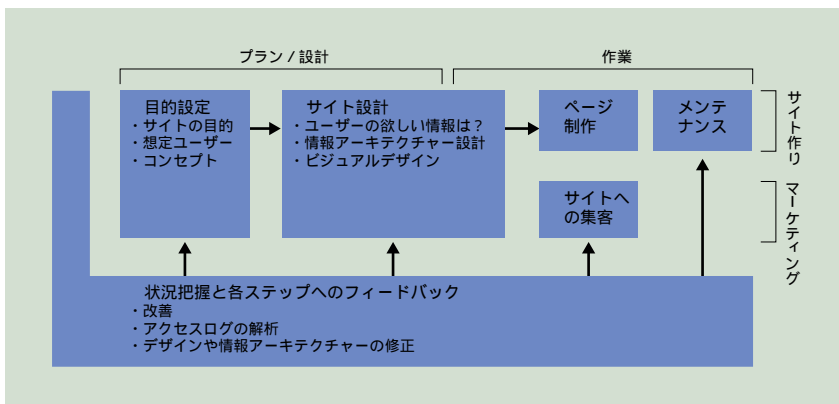 プラン / 設計
作業
目的設定
・サイトの目的
・想定ユーザー
・コンセプト
サイト設計
・ユーザーの欲しい情報は？
・情報アーキテクチャー設計
・ビジュアルデザイン
ページ
制作
メンテ
ナンス
サイト作り
サイトへ
の集客
マーケティング
状況把握と各ステップへのフィードバック
・改善
・アクセスログの解析
・デザインや情報アーキテクチャーの修正